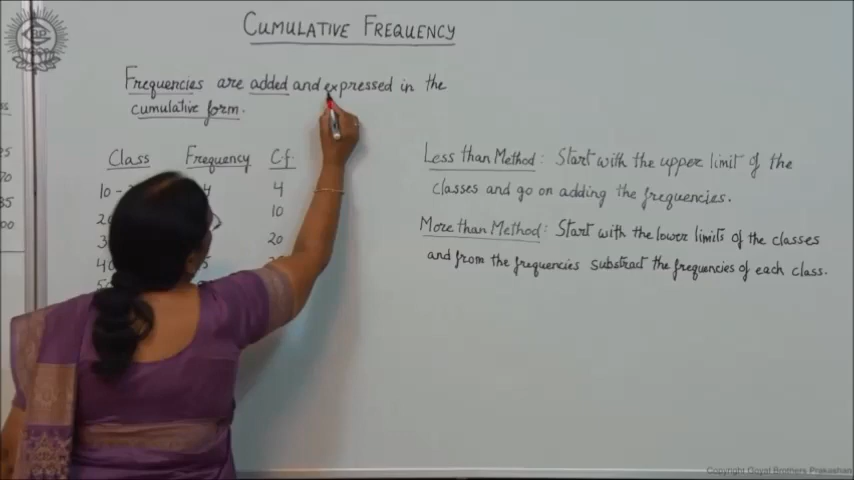 CUMULATIVE FREQUENCY
Frequencies are added and expressed in the
cumulative form.
Class Frequency C.f.
10 - 4 4
10
20
Less than Method : Start with the upper limit of the
classes and go on adding the frequencies.
More than Method : Start with the lower limits of the classes
and from the frequencies substract the frequencies of each class.
Copyright Goyal Brothers Prakashan